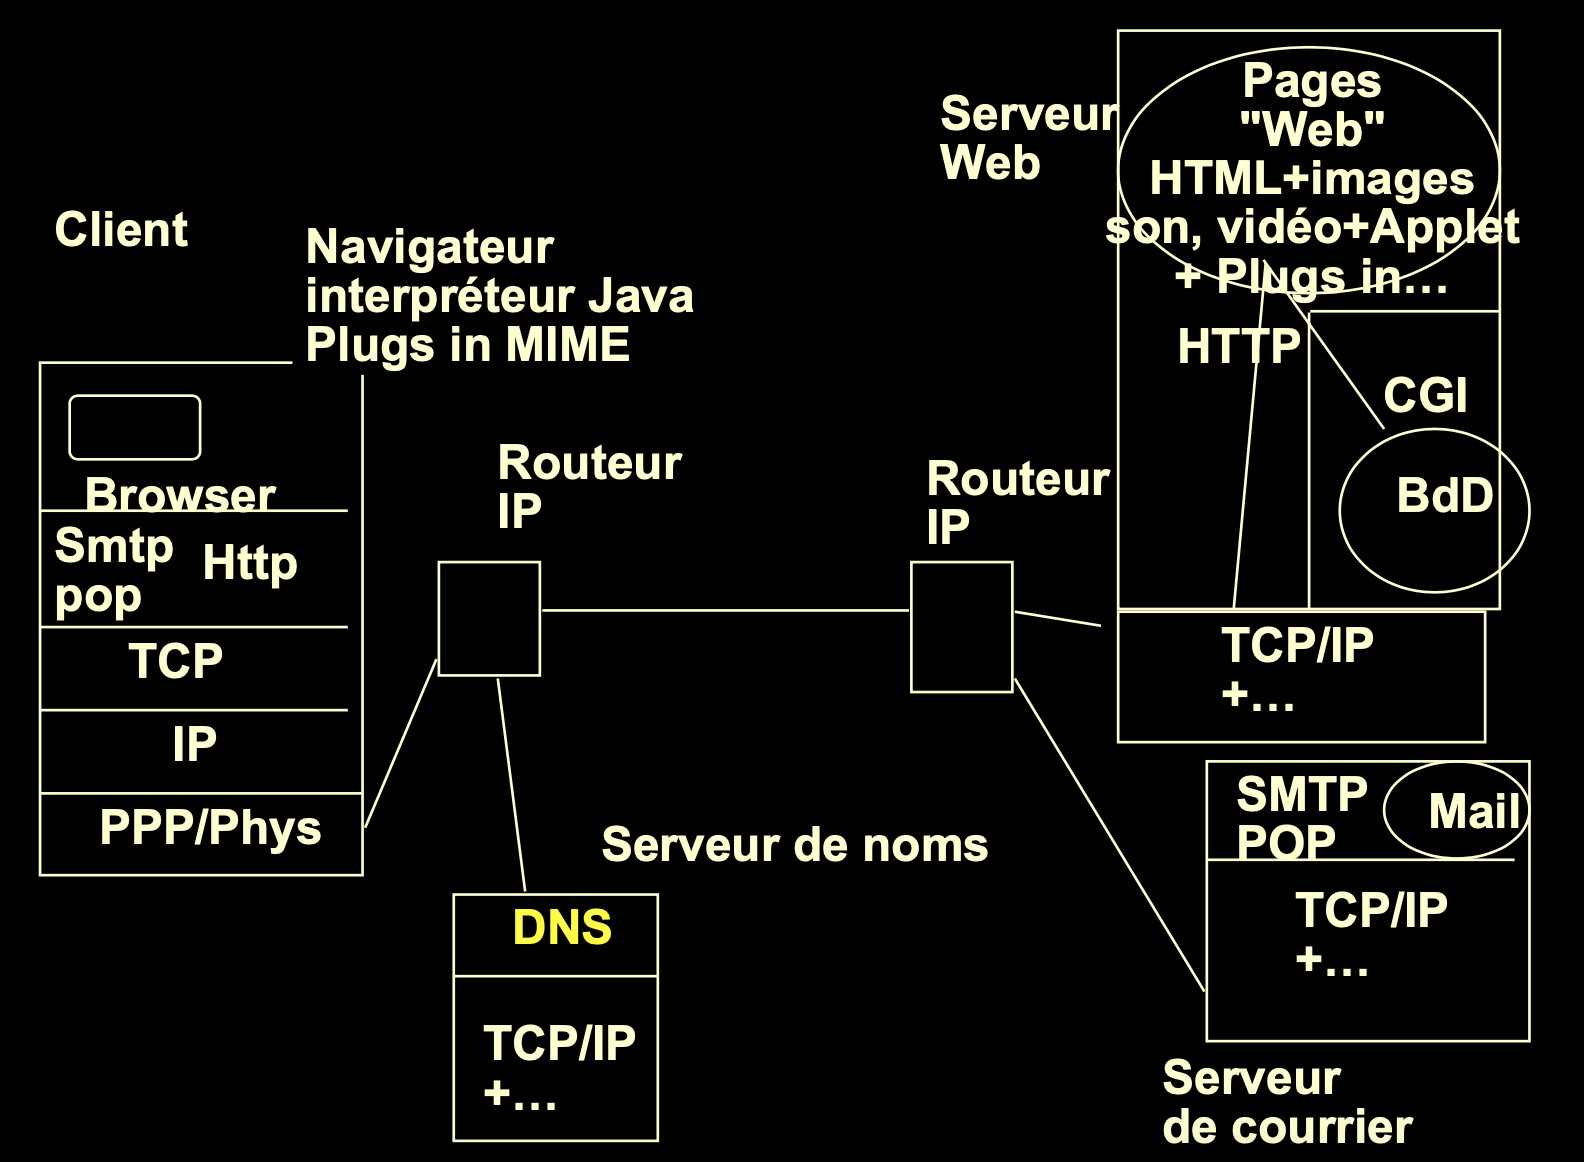 Client
Navigateur
interpréteur Java
Plugs in MIME
Browser
Smtp
pop
Http
TCP
IP
PPP/Phys
Routeur
IP
Serveur de noms
DNS
TCP/IP
+...
Routeur
IP
Serveur
Web
Pages
"Web"
HTML+images
son, vidéo+Applet
+ Plugs in...
HTTP
CGI
BdD
TCP/IP
+...
SMTP
POP
Mail
TCP/IP
+...
Serveur
de courrier